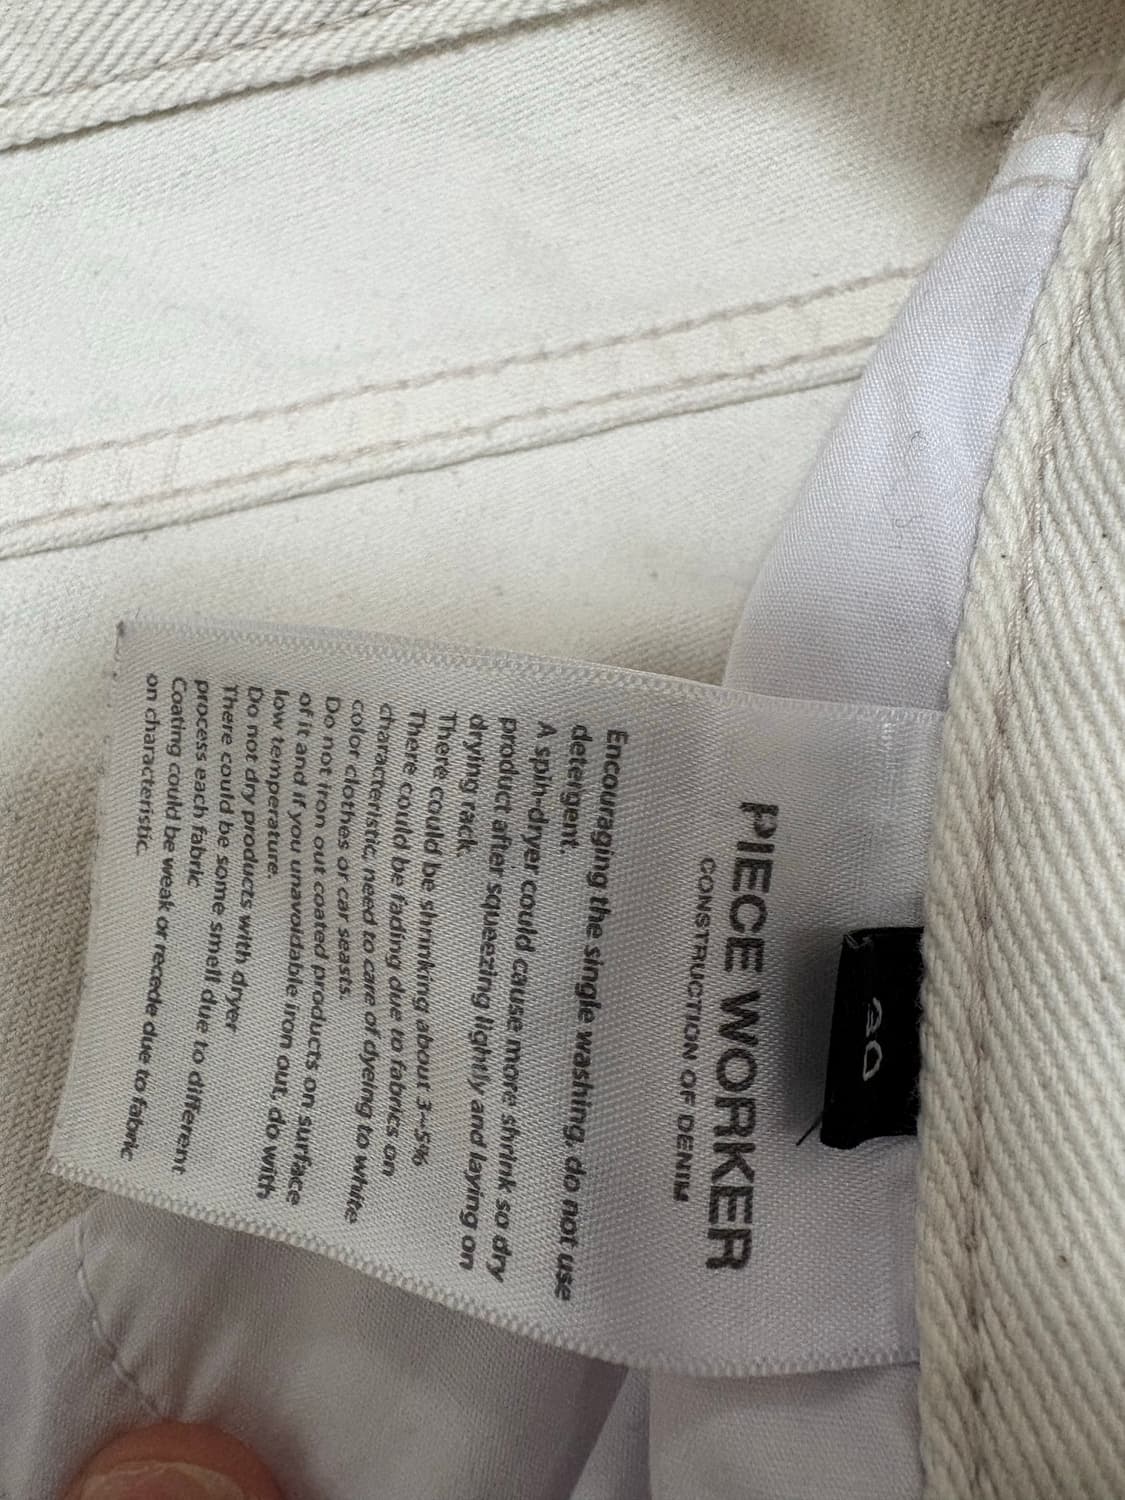 30
PIECE WORKER
CONSTRUCTION OF DENIM
Encouraging the single washing, do not use
detergent.
A spin-dryer could cause more shrink so dry
product after squeezing lightly and laying on
drying rack.
There could be shrinking about 3~5%
There could be fading due to fabrics on
characteristic, need to care of dyeing to white
color clothes or car seasts.
Do not iron out coated products on surface
of it and if you unavoidable iron out, do with
low temperature.
Do not dry products with dryer
There could be some smell due to different
process each fabric
Coating could be weak or recede due to fabric
on characteristic.